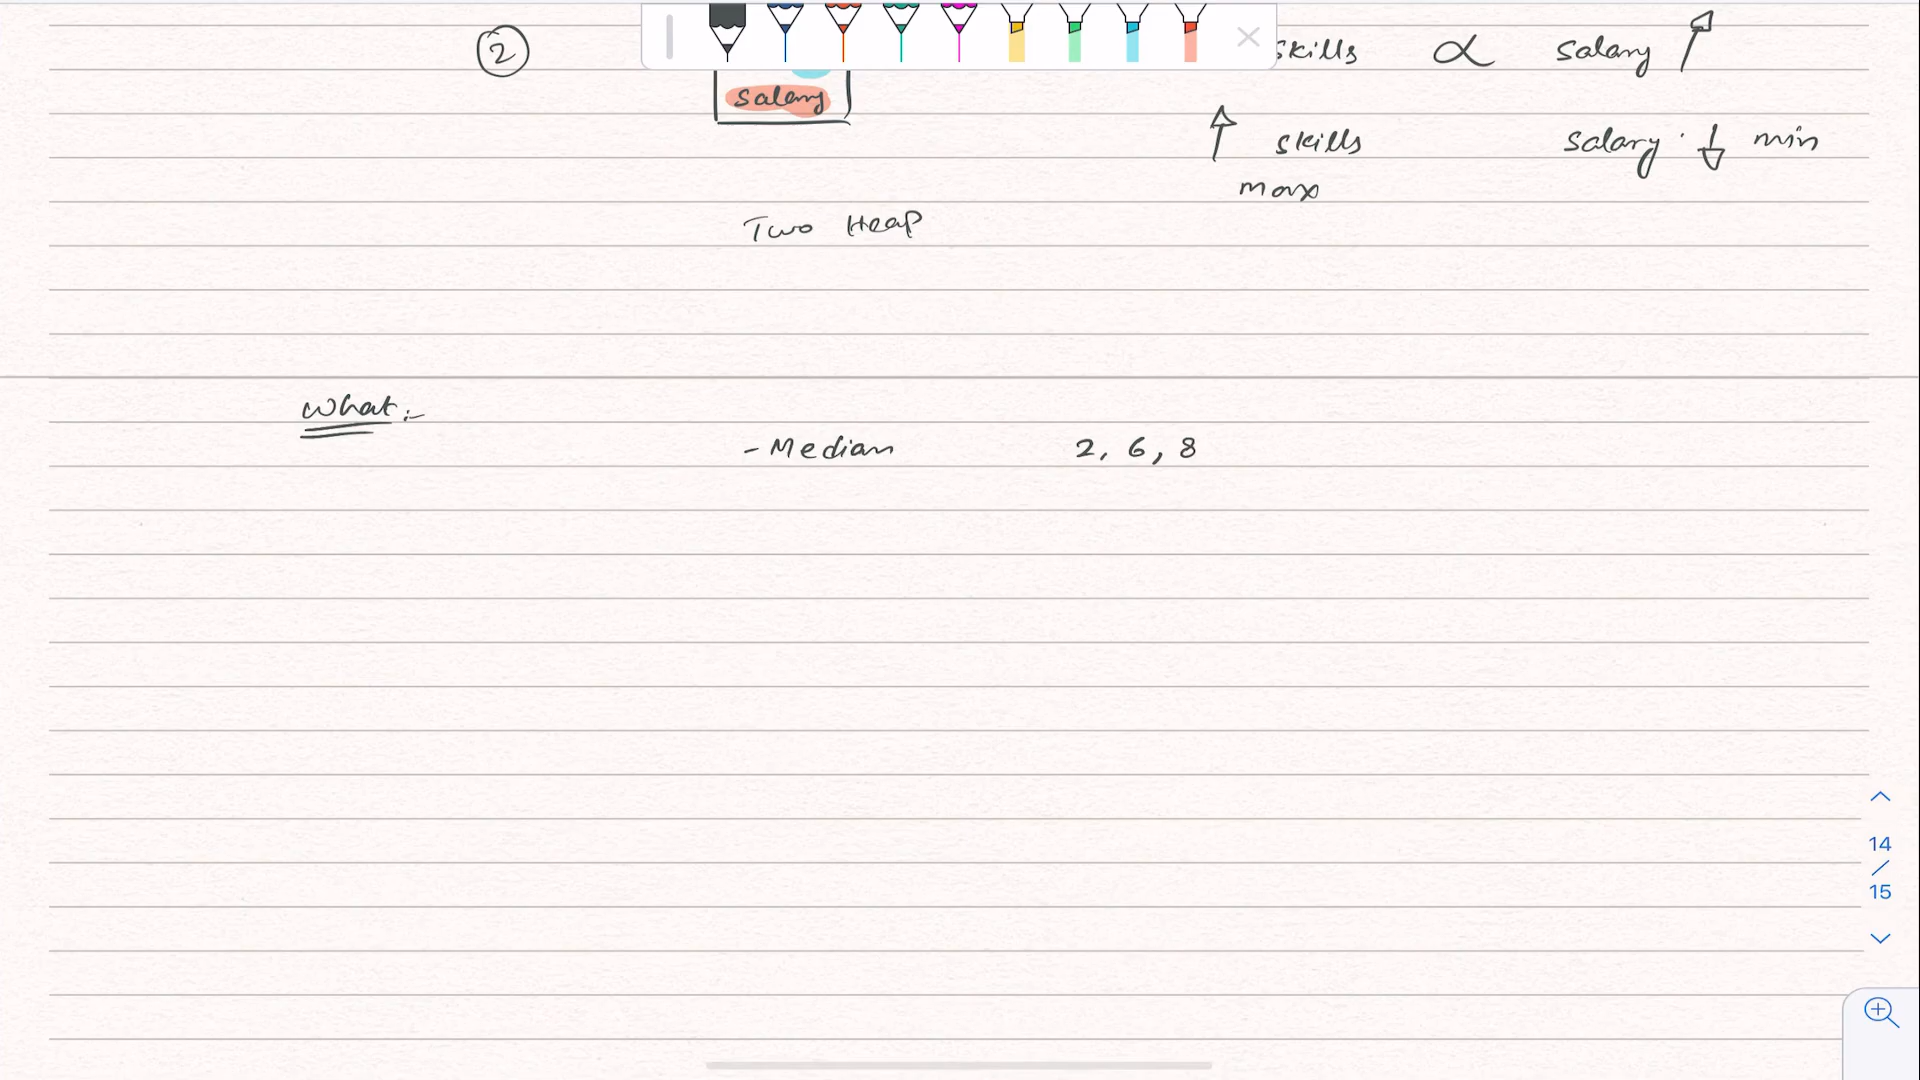 2 skills ∝ salary ↑
salary
↑ skills salary ↓ min
max
Two Heap
What :-
- Median 2, 6, 8
14
/
15